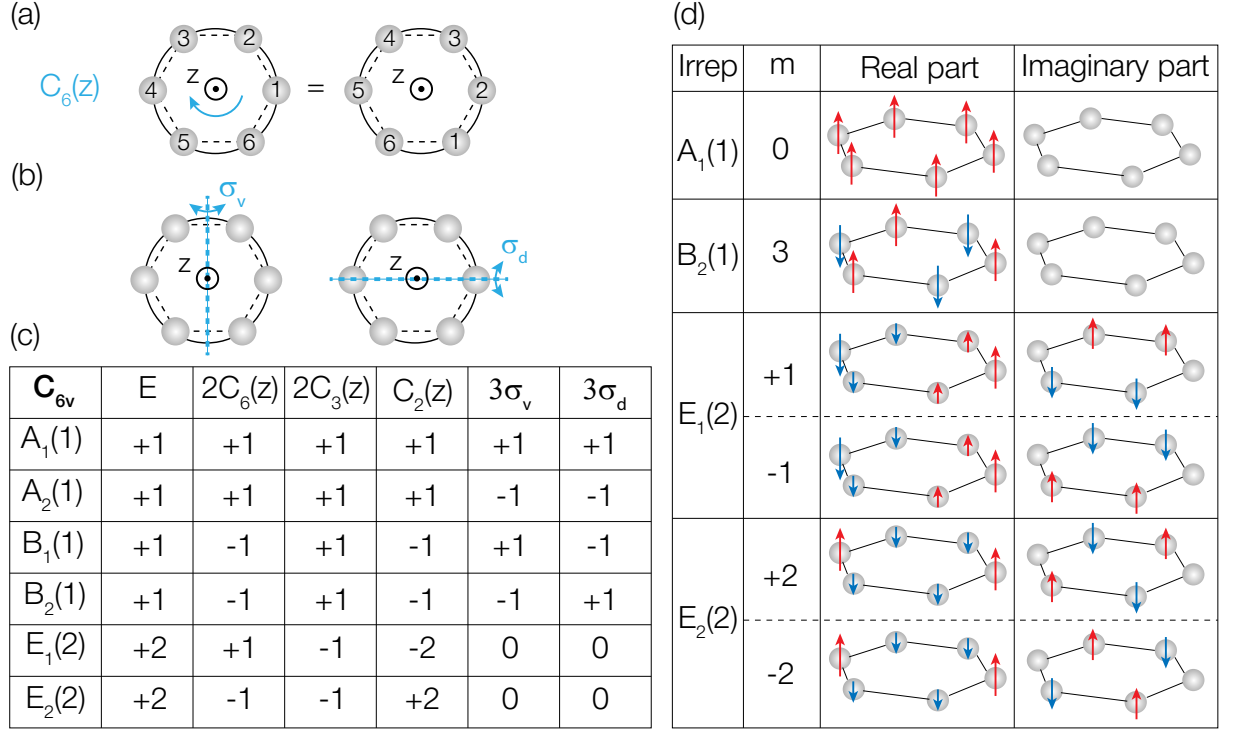 (a)
3 2 4 3
C₆(z) 4 z 1 = 5 z 2
5 6 6 1
(b)
σᵥ
z z σ_d
(c)
C₆ᵥ E 2C₆(z) 2C₃(z) C₂(z) 3σᵥ 3σ_d
A₁(1) +1 +1 +1 +1 +1 +1
A₂(1) +1 +1 +1 +1 -1 -1
B₁(1) +1 -1 +1 -1 +1 -1
B₂(1) +1 -1 +1 -1 -1 +1
E₁(2) +2 +1 -1 -2 0 0
E₂(2) +2 -1 -1 +2 0 0
(d)
Irrep m Real part Imaginary part
A₁(1) 0
B₂(1) 3
E₁(2) +1
-1
E₂(2) +2
-2